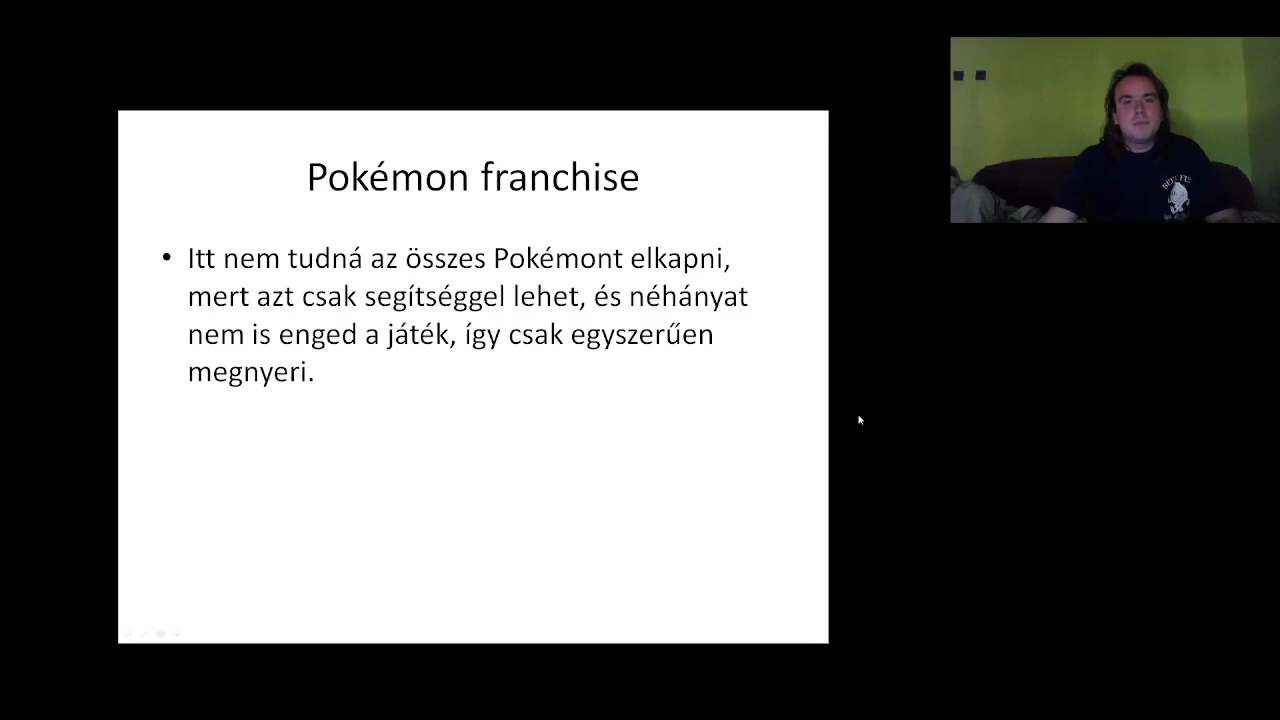 Pokémon franchise
• Itt nem tudná az összes Pokémont elkapni,
mert azt csak segítséggel lehet, és néhányat
nem is enged a játék, így csak egyszerűen
megnyeri.